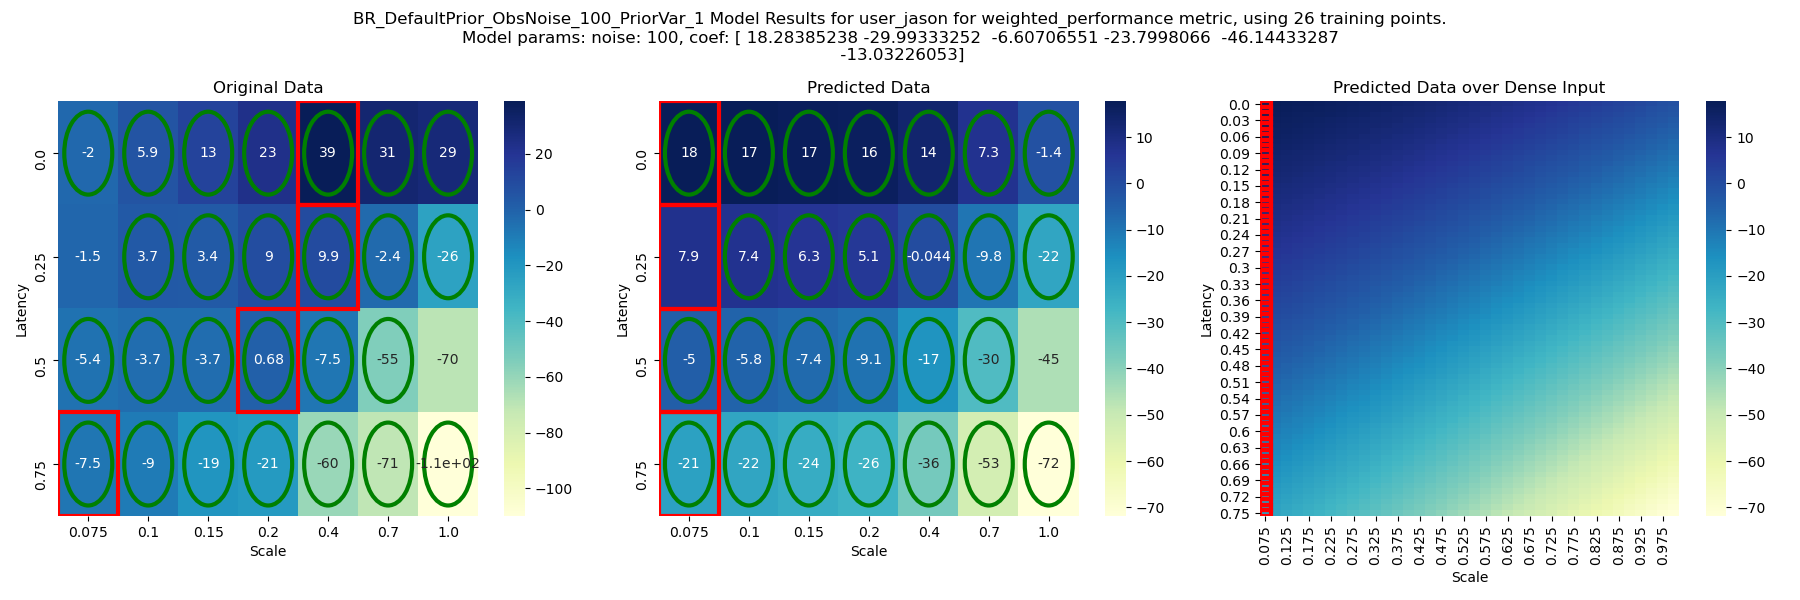 BR_DefaultPrior_ObsNoise_100_PriorVar_1 Model Results for user_jason for weighted_performance metric, using 26 training points.
Model params: noise: 100, coef: [ 18.28385238 -29.99333252  -6.60706551 -23.7998066  -46.14433287
-13.03226053]
Original Data
-2 5.9 13 23 39 31 29
-1.5 3.7 3.4 9 9.9 -2.4 -26
-5.4 -3.7 -3.7 0.68 -7.5 -55 -70
-7.5 -9 -19 -21 -60 -71 -1.1e+02
0.0
0.25
0.5
0.75
Latency
0.075 0.1 0.15 0.2 0.4 0.7 1.0
Scale
20
0
−20
−40
−60
−80
−100
Predicted Data
18 17 17 16 14 7.3 -1.4
7.9 7.4 6.3 5.1 -0.044 -9.8 -22
-5 -5.8 -7.4 -9.1 -17 -30 -45
-21 -22 -24 -26 -36 -53 -72
0.0
0.25
0.5
0.75
Latency
0.075 0.1 0.15 0.2 0.4 0.7 1.0
Scale
10
0
−10
−20
−30
−40
−50
−60
−70
Predicted Data over Dense Input
0.0
0.03
0.06
0.09
0.12
0.15
0.18
0.21
0.24
0.27
0.3
0.33
0.36
0.39
0.42
0.45
0.48
0.51
0.54
0.57
0.6
0.63
0.66
0.69
0.72
0.75
Latency
0.075 0.125 0.175 0.225 0.275 0.325 0.375 0.425 0.475 0.525 0.575 0.625 0.675 0.725 0.775 0.825 0.875 0.925 0.975
Scale
10
0
−10
−20
−30
−40
−50
−60
−70